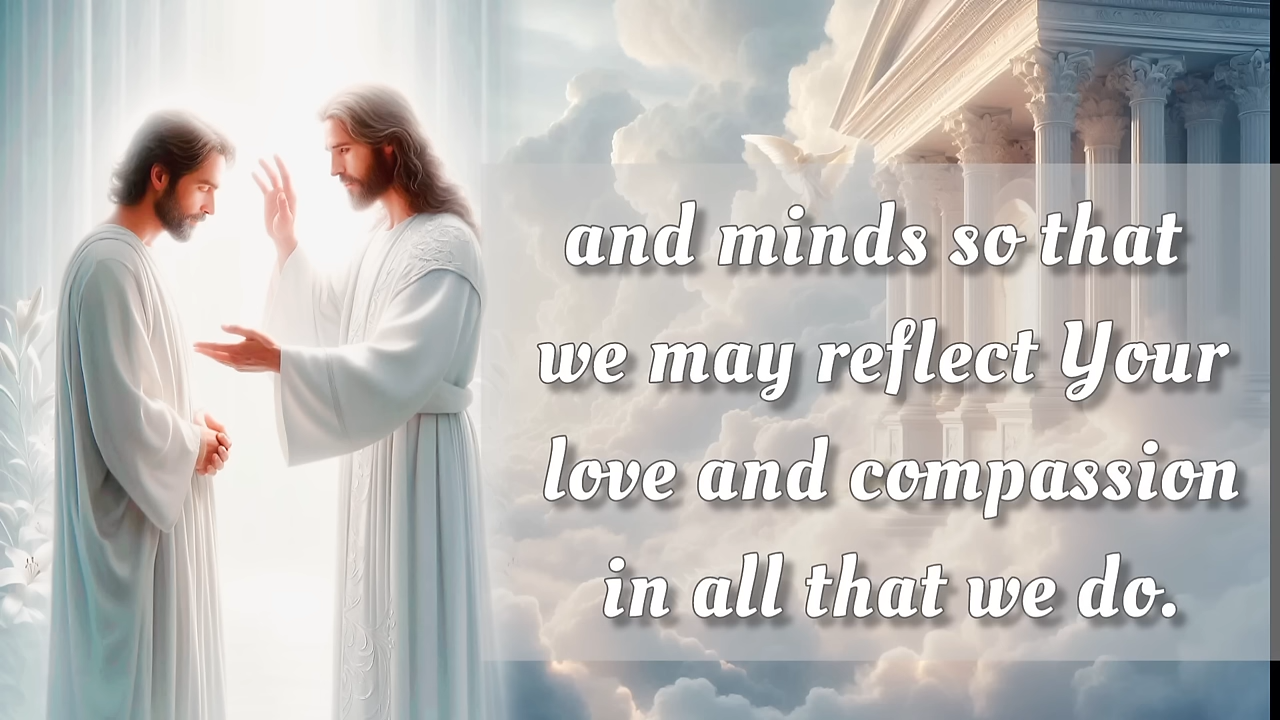 and minds so that
we may reflect Your
love and compassion
in all that we do.